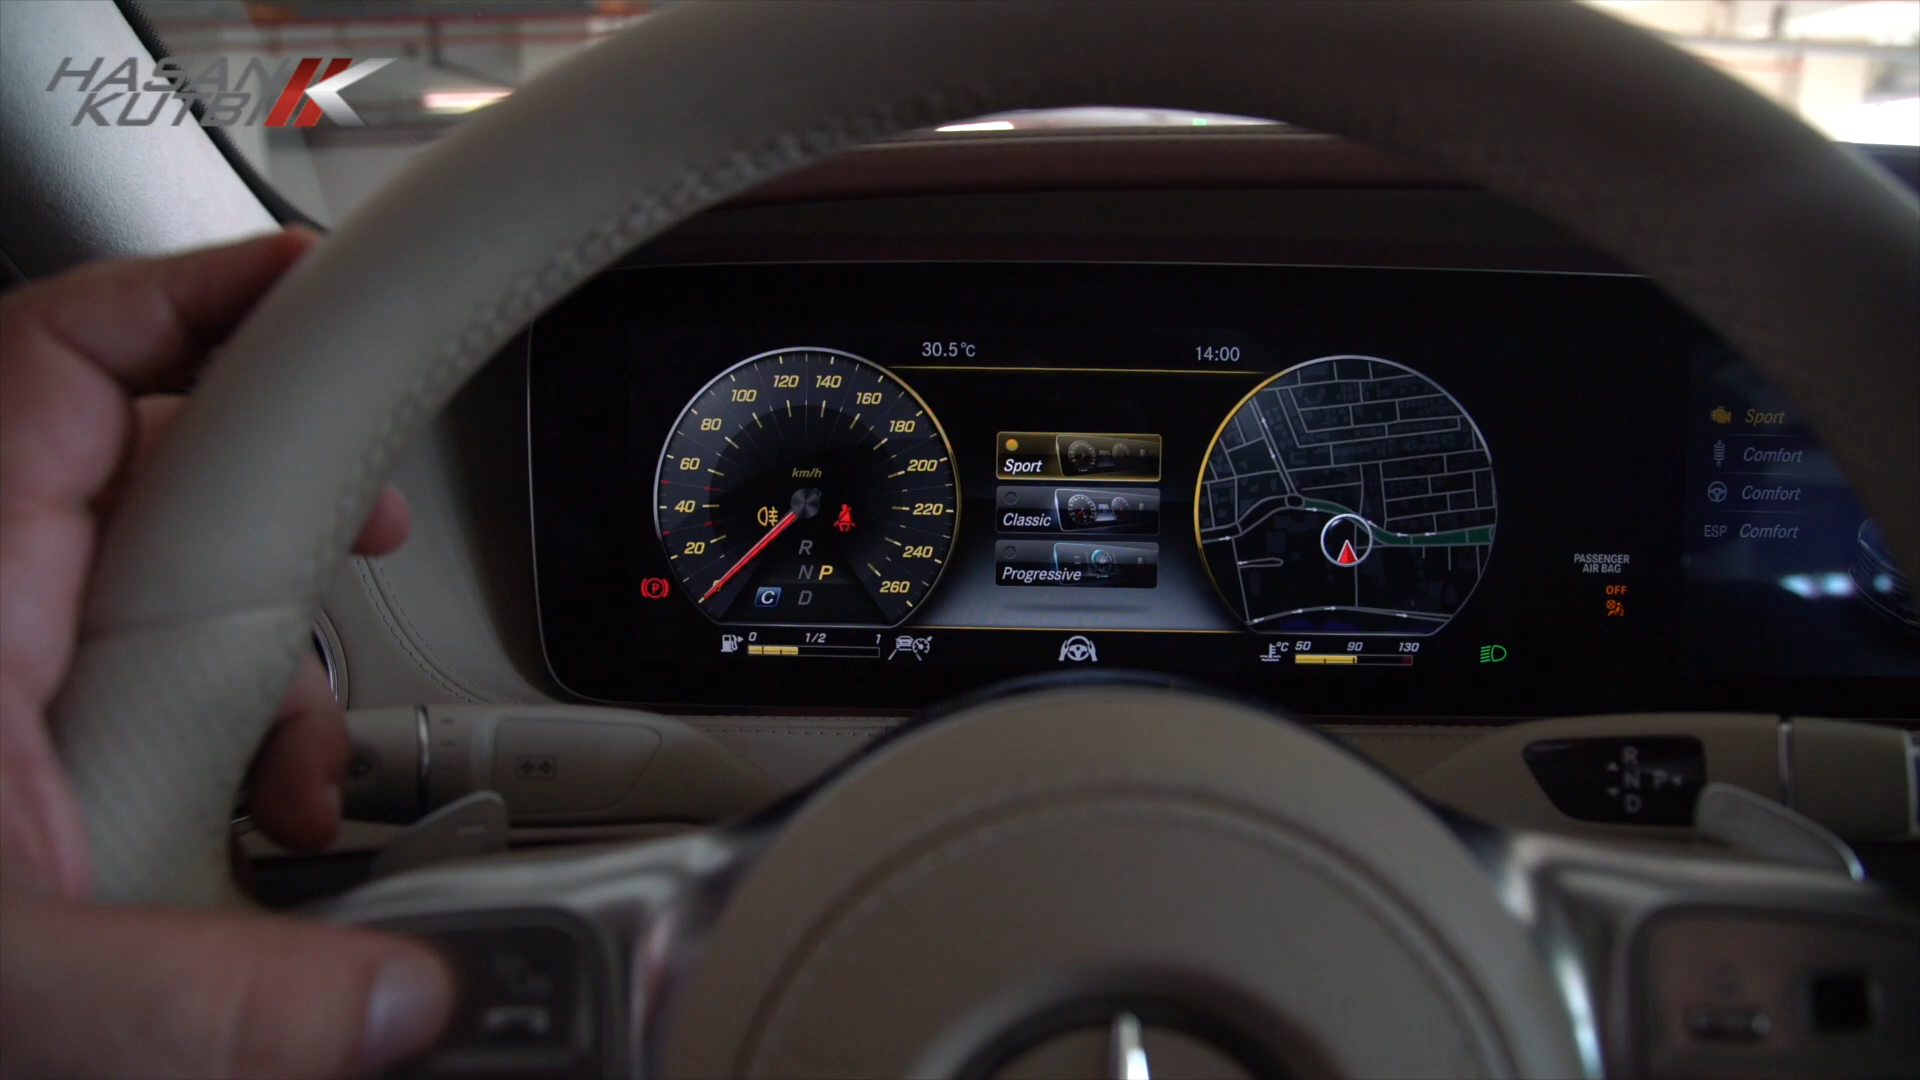 HASAN
KUTBI
30.5°C
14:00
20
40
60
80
100
120
140
160
180
200
220
240
260
km/h
R
N P
D
C
P
0 1/2 1
Sport
Classic
Progressive
°C 50 90 130
PASSENGER
AIR BAG
OFF
Sport
Comfort
Comfort
ESP Comfort
R
N P
D